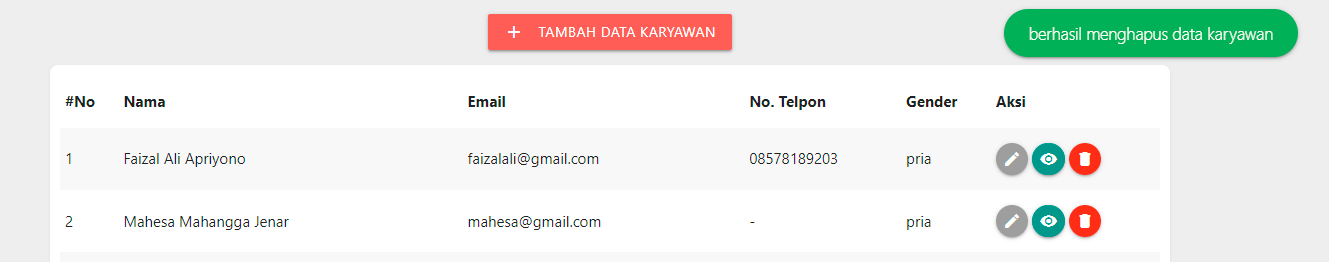 + TAMBAH DATA KARYAWAN
berhasil menghapus data karyawan
#No Nama Email No. Telpon Gender Aksi
1 Faizal Ali Apriyono faizalali@gmail.com 08578189203 pria
2 Mahesa Mahangga Jenar mahesa@gmail.com - pria